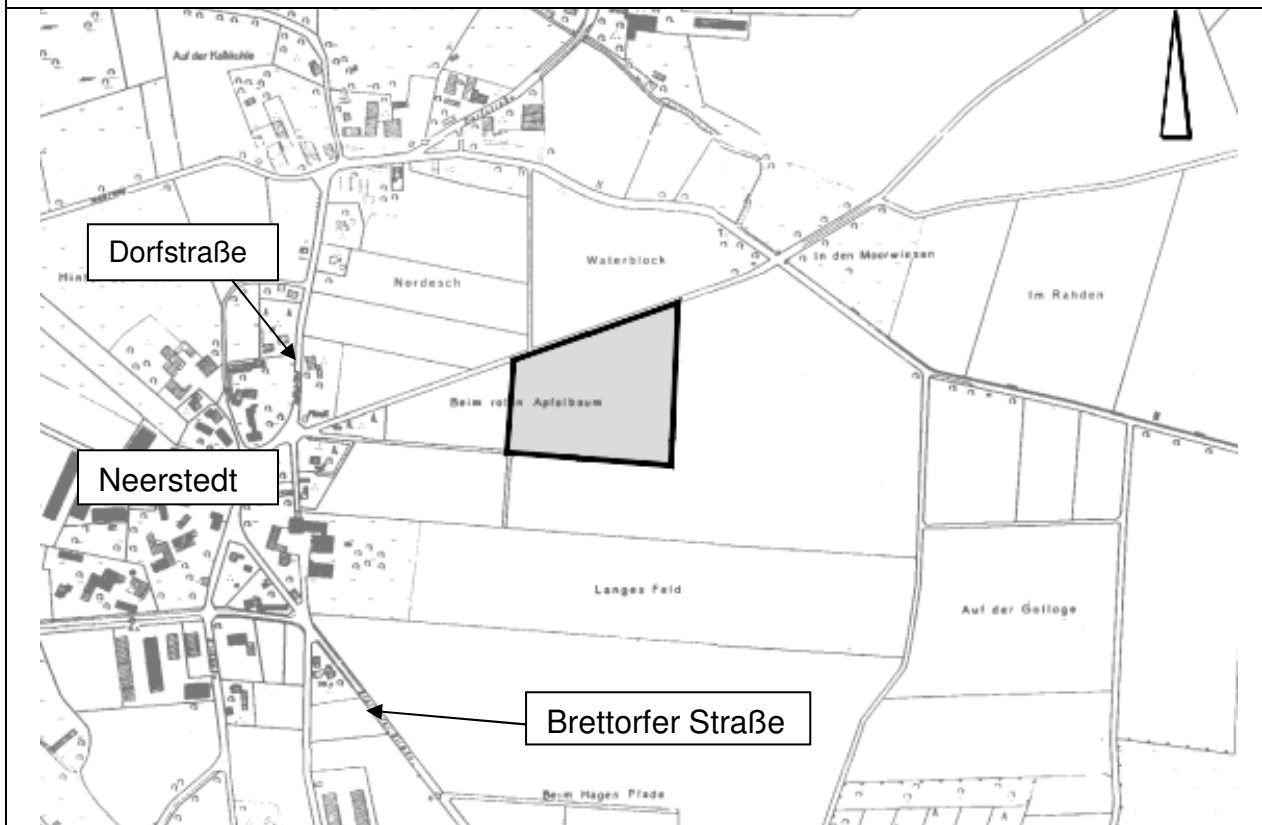 Auf der Kalkkuhle
Dorfstraße
Waterblock
In den Moorwiesen
Nordesch
Im Rahden
Beim roten Apfelbaum
Neerstedt
Langes Feld
Auf der Gotloge
Brettorfer Straße
Beim Hagen Pfade